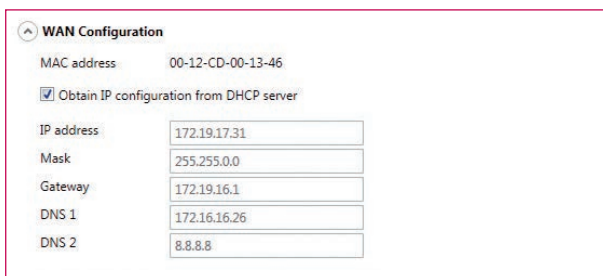 WAN Configuration
MAC address 00-12-CD-00-13-46
Obtain IP configuration from DHCP server
IP address 172.19.17.31
Mask 255.255.0.0
Gateway 172.19.16.1
DNS 1 172.16.16.26
DNS 2 8.8.8.8